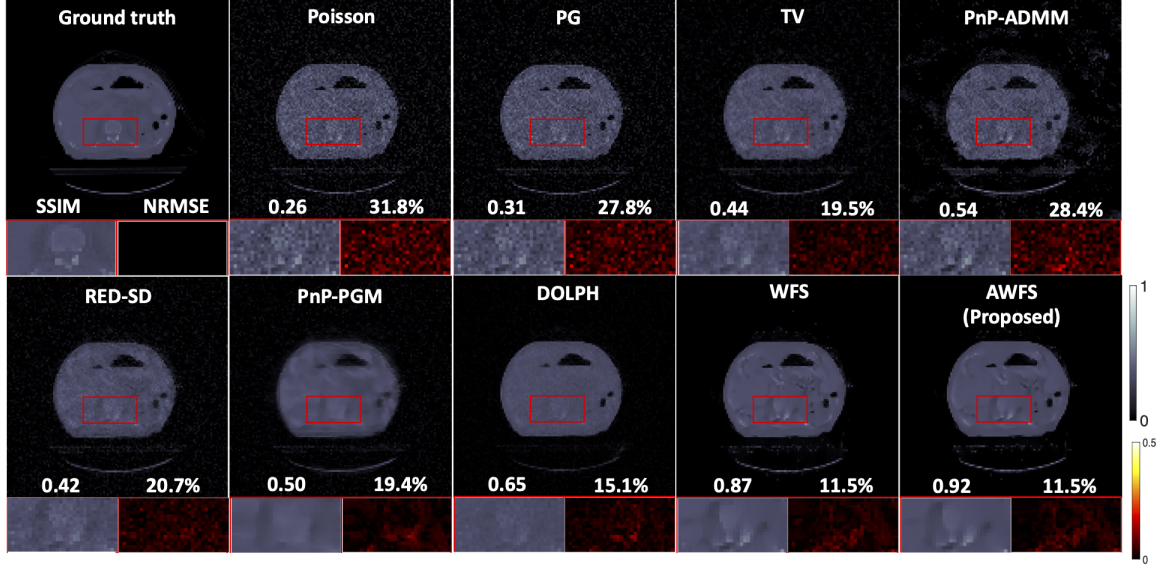 Ground truth
Poisson
PG
TV
PnP-ADMM
SSIM NRMSE
0.26 31.8%
0.31 27.8%
0.44 19.5%
0.54 28.4%
RED-SD
PnP-PGM
DOLPH
WFS
AWFS
(Proposed)
0.42 20.7%
0.50 19.4%
0.65 15.1%
0.87 11.5%
0.92 11.5%
1
0
0.5
0